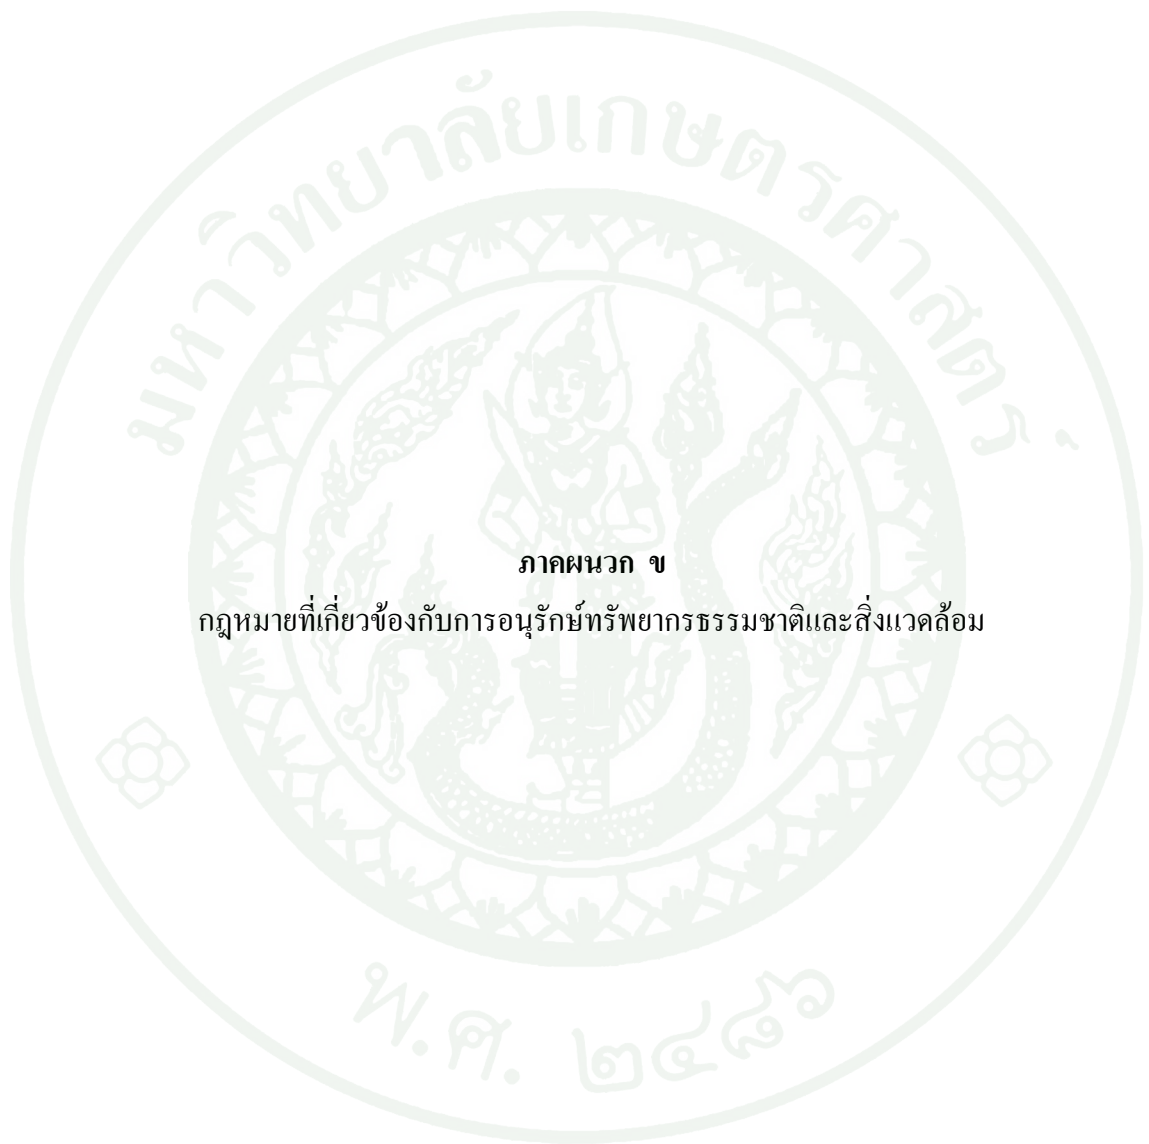 มหาวิทยาลัยเกษตรศาสตร์
ภาคผนวก ข
กฎหมายที่เกี่ยวข้องกับการอนุรักษ์ทรัพยากรธรรมชาติและสิ่งแวดล้อม
พ.ศ. ๒๔๘๖